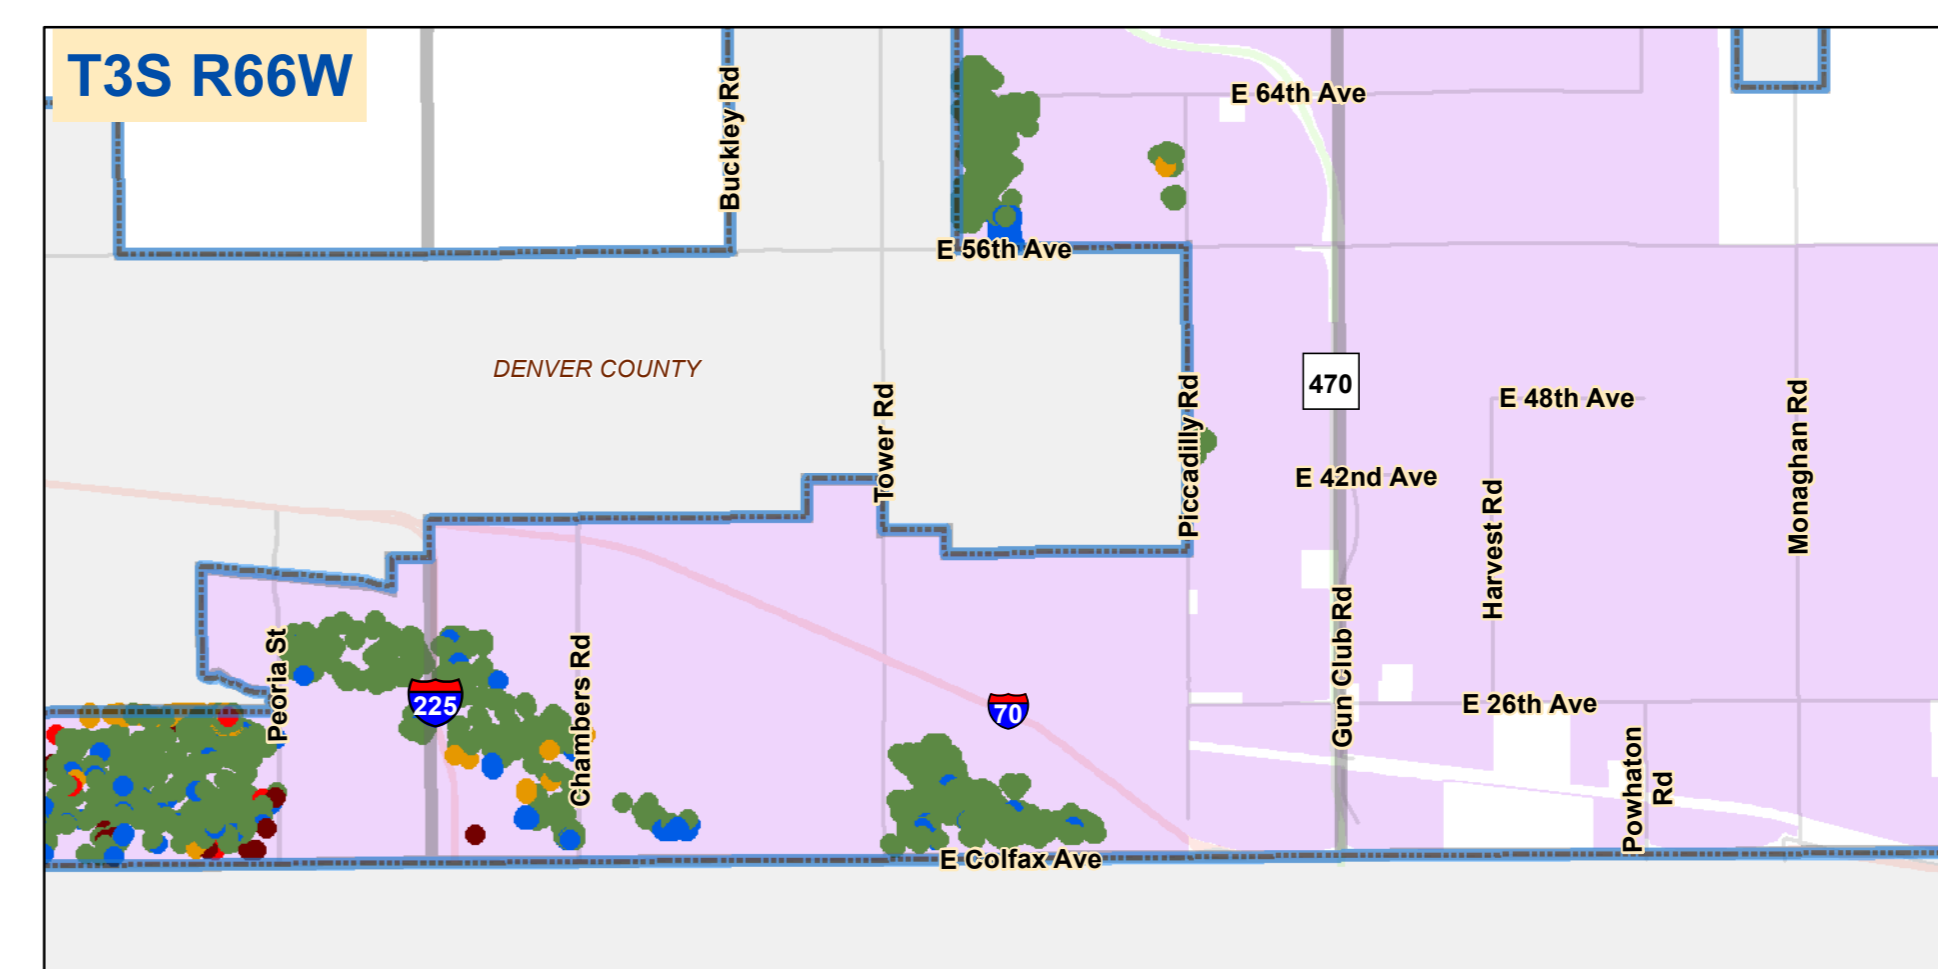 T3S R66W
Buckley Rd
E 64th Ave
E 56th Ave
DENVER COUNTY
470
Tower Rd
Piccadilly Rd
E 48th Ave
E 42nd Ave
Monaghan Rd
Harvest Rd
Peoria St
225
Chambers Rd
70
Gun Club Rd
E 26th Ave
Powhaton
Rd
E Colfax Ave